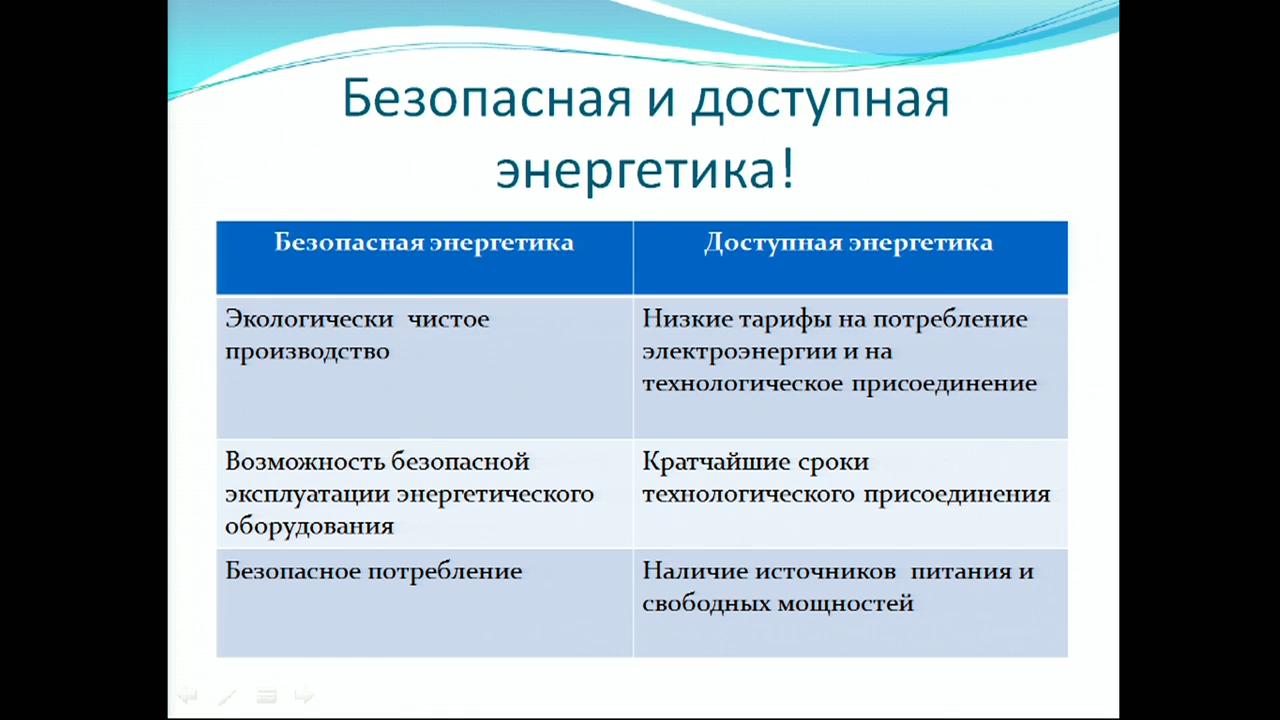 Безопасная и доступная
энергетика!
Безопасная энергетика
Доступная энергетика
Экологически чистое
производство
Низкие тарифы на потребление
электроэнергии и на
технологическое присоединение
Возможность безопасной
эксплуатации энергетического
оборудования
Кратчайшие сроки
технологического присоединения
Безопасное потребление
Наличие источников питания и
свободных мощностей